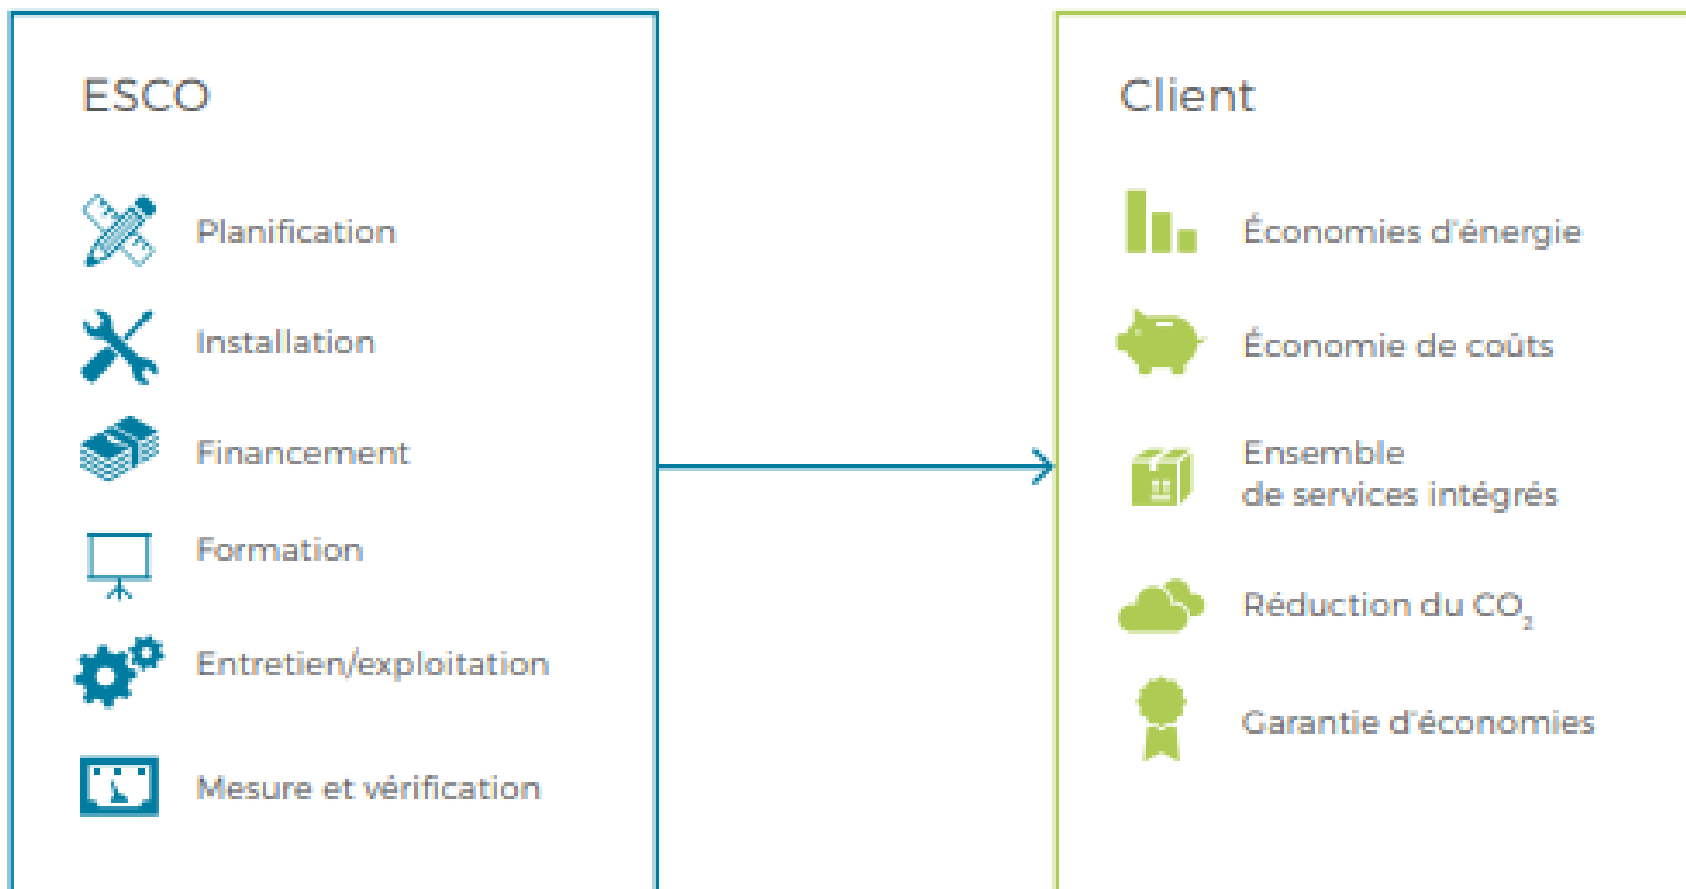 ESCO
Planification
Installation
Financement
Formation
Entretien/exploitation
Mesure et vérification
Client
Économies d'énergie
Économie de coûts
Ensemble
de services intégrés
Réduction du CO₂
Garantie d'économies